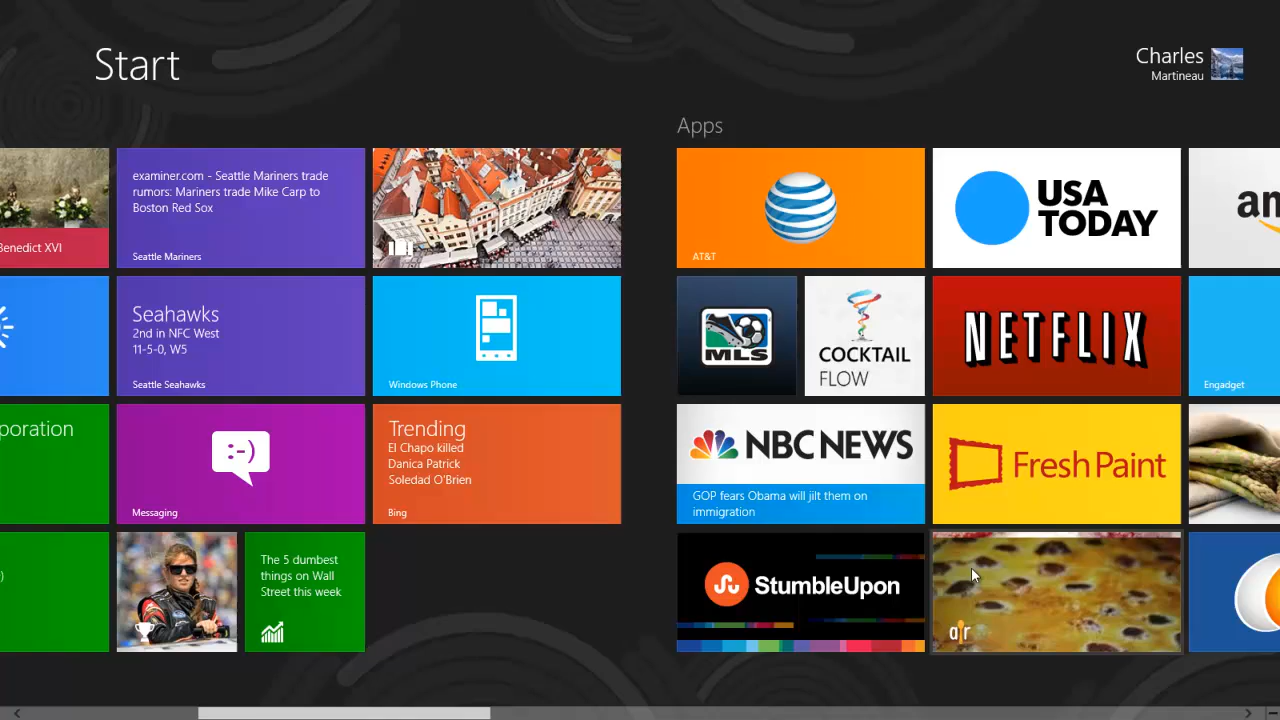 Start
Charles
Martineau
Apps
Benedict XVI
examiner.com - Seattle Mariners trade
rumors: Mariners trade Mike Carp to
Boston Red Sox
Seattle Mariners
AT&T
USA
TODAY
Seahawks
2nd in NFC West
11-5-0, W5
Seattle Seahawks
Windows Phone
MLS
COCKTAIL
FLOW
NETFLIX
Engadget
poration
:-)
Messaging
Trending
El Chapo killed
Danica Patrick
Soledad O'Brien
Bing
NBC NEWS
GOP fears Obama will jilt them on
immigration
Fresh Paint
)
The 5 dumbest
things on Wall
Street this week
StumbleUpon